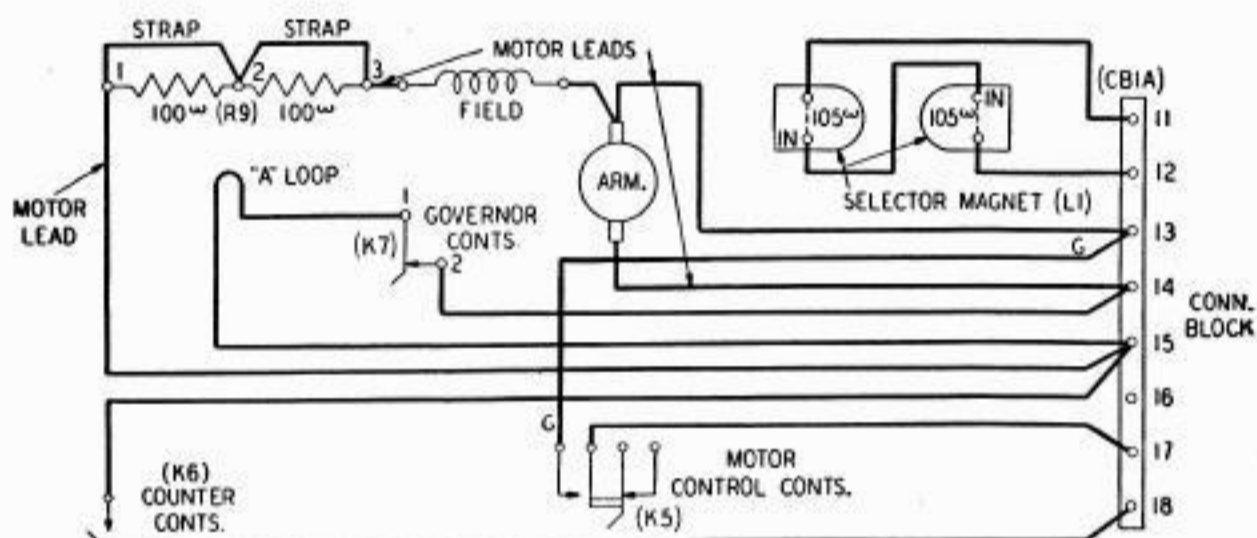 STRAP STRAP
MOTOR LEADS
1 2 3
100ω (R9) 100ω
FIELD
(CB1A)
105ω IN
IN 105ω
11
12
SELECTOR MAGNET (L1)
"A" LOOP
ARM.
MOTOR
LEAD
1
GOVERNOR
CONTS.
(K7)
2
13
G
14
CONN.
BLOCK
15
16
G
17
MOTOR
CONTROL CONTS.
(K5)
(K6)
COUNTER
CONTS.
18